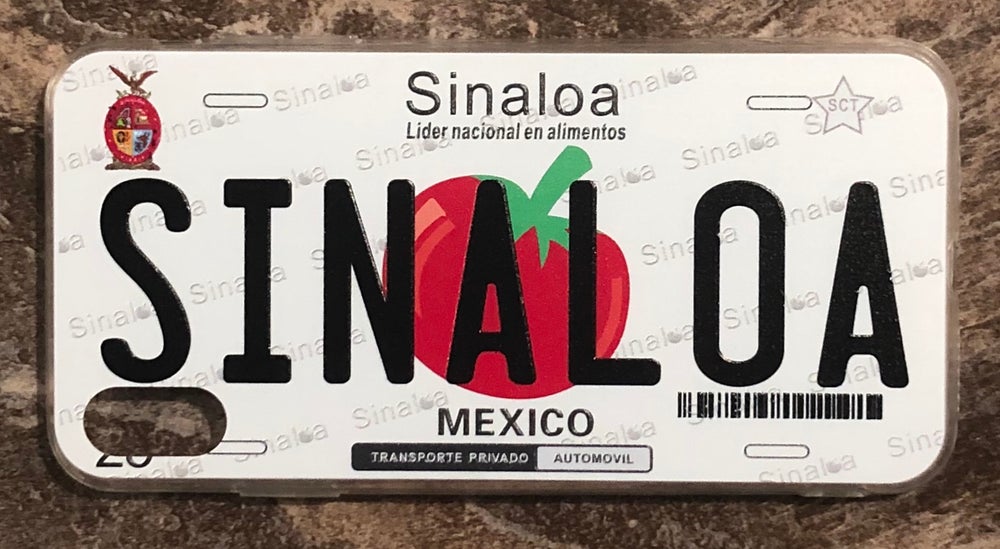 Sinaloa
SCT
Lider nacional en alimentos
SINALOA
MEXICO
TRANSPORTE PRIVADO AUTOMOVIL